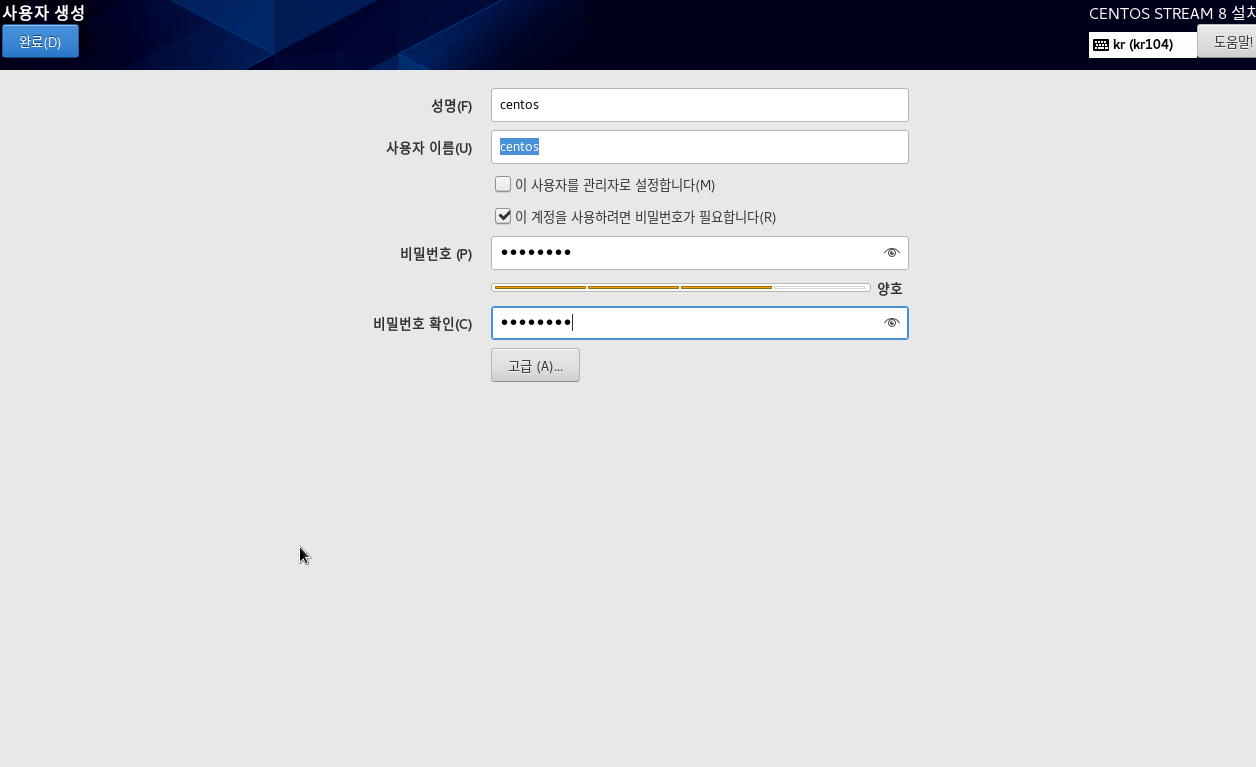 사용자 생성
CENTOS STREAM 8 설치
완료(D)
kr (kr104)
도움말!
성명(F)
centos
사용자 이름(U)
centos
이 사용자를 관리자로 설정합니다(M)
이 계정을 사용하려면 비밀번호가 필요합니다(R)
비밀번호 (P)
●●●●●●●●
양호
비밀번호 확인(C)
●●●●●●●●
고급 (A)...